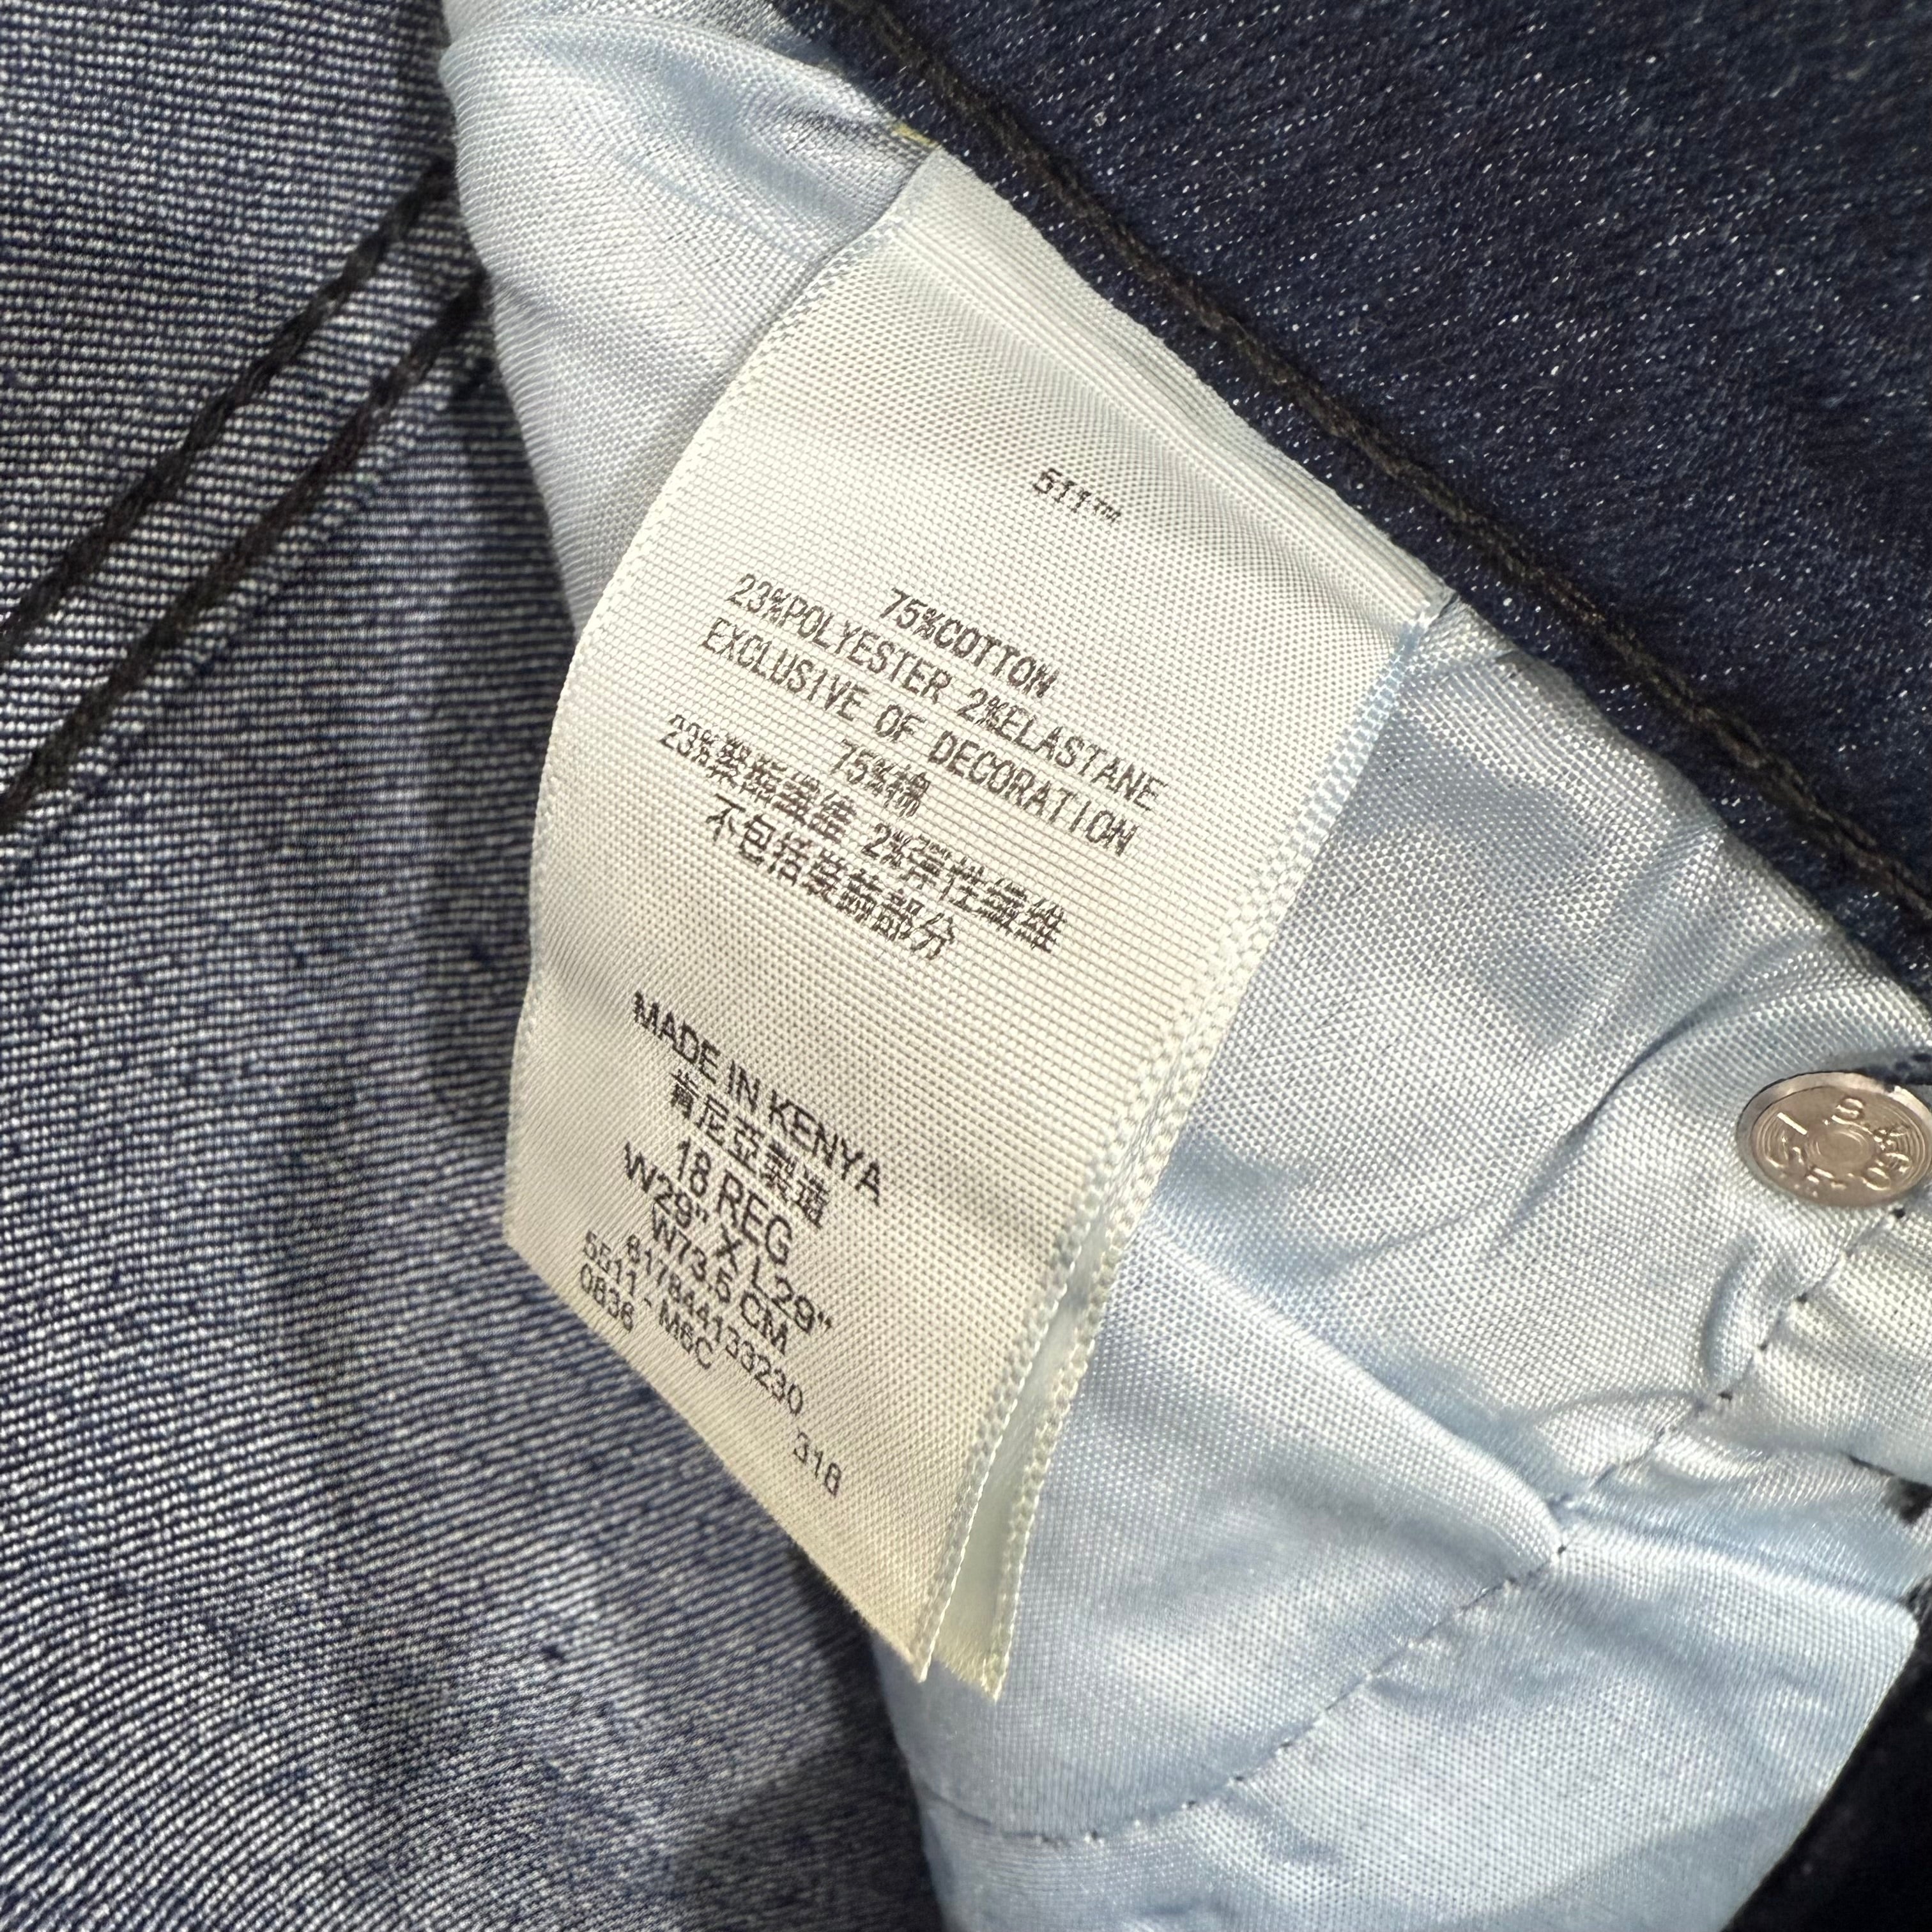 511™
75%COTTON
23%POLYESTER 2%ELASTANE
EXCLUSIVE OF DECORATION
75%棉
23%聚酯纖維 2%彈性纖維
不包括裝飾部分
MADE IN KENYA
肯尼亞製造
18 REG
W29" X L29"
W73.5 CM
817844133230
5511 - M6C
0836
318